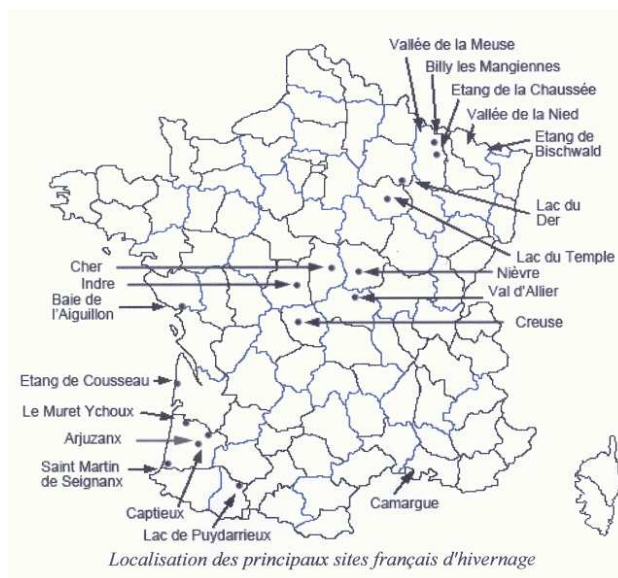 Vallée de la Meuse
Billy les Mangiennes
Etang de la Chaussée
Vallée de la Nied
Etang de
Bischwald
Lac du
Der
Lac du Temple
Cher
Nièvre
Indre
Val d'Allier
Baie de
l'Aiguillon
Creuse
Etang de Cousseau
Le Muret Ychoux
Arjuzanx
Saint Martin
de Seignanx
Captieux
Lac de Puydarrieux
Camargue
Localisation des principaux sites français d'hivernage